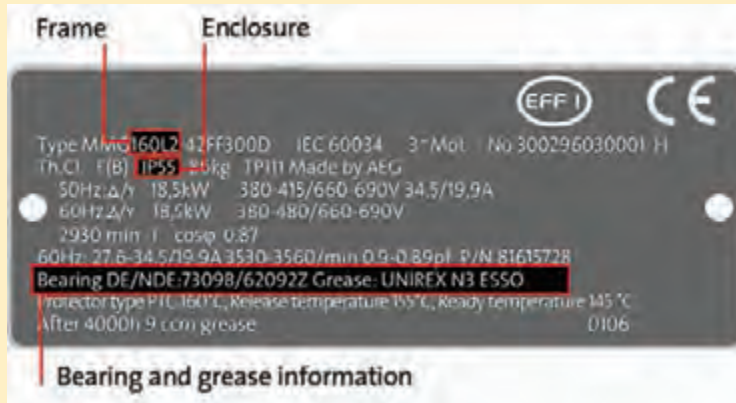 Frame
Enclosure
EFF 1 CE
Type MMG160L2 42FF300D IEC 60034 3~Mot. No 300296030001 H
Th.Cl. F(B) IP55 kg TP111 Made by AEG
50Hz:Δ/Y 18,5kW 380-415/660-690V 34.5/19,9A
60Hz:Δ/Y 18,5kW 380-480/660-690V
2930 min cosφ 0.87
60Hz: 27.6-34.5/19.9A 3530-3560/min 0.9-0.89pf P/N 81615728
Bearing DE/NDE:7309B/62092Z Grease: UNIREX N3 ESSO
Protector type PTC 160°C, Release temperature 155°C, Ready temperature 145 °C
After 4000h 9 ccm grease 0106
Bearing and grease information